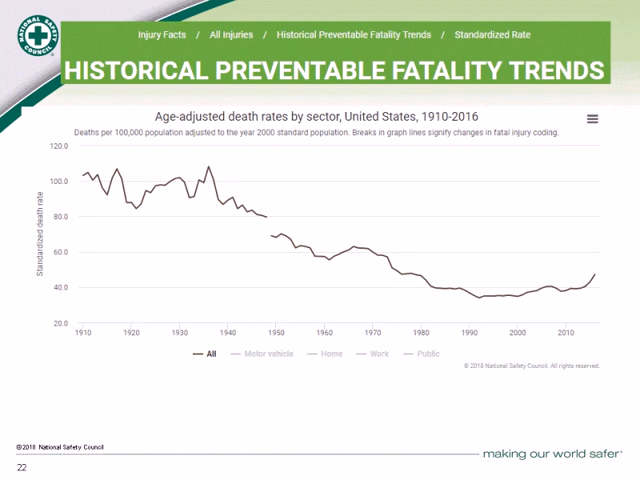 NATIONAL SAFETY COUNCIL
Injury Facts / All Injuries / Historical Preventable Fatality Trends / Standardized Rate
HISTORICAL PREVENTABLE FATALITY TRENDS
Age-adjusted death rates by sector, United States, 1910-2016
Deaths per 100,000 population adjusted to the year 2000 standard population. Breaks in graph lines signify changes in fatal injury coding.
Standardized death rate
120.0
100.0
80.0
60.0
40.0
20.0
1910 1920 1930 1940 1950 1960 1970 1980 1990 2000 2010
All Motor vehicle Home Work Public
© 2018 National Safety Council. All rights reserved.
©2018 National Safety Council
making our world safer
22